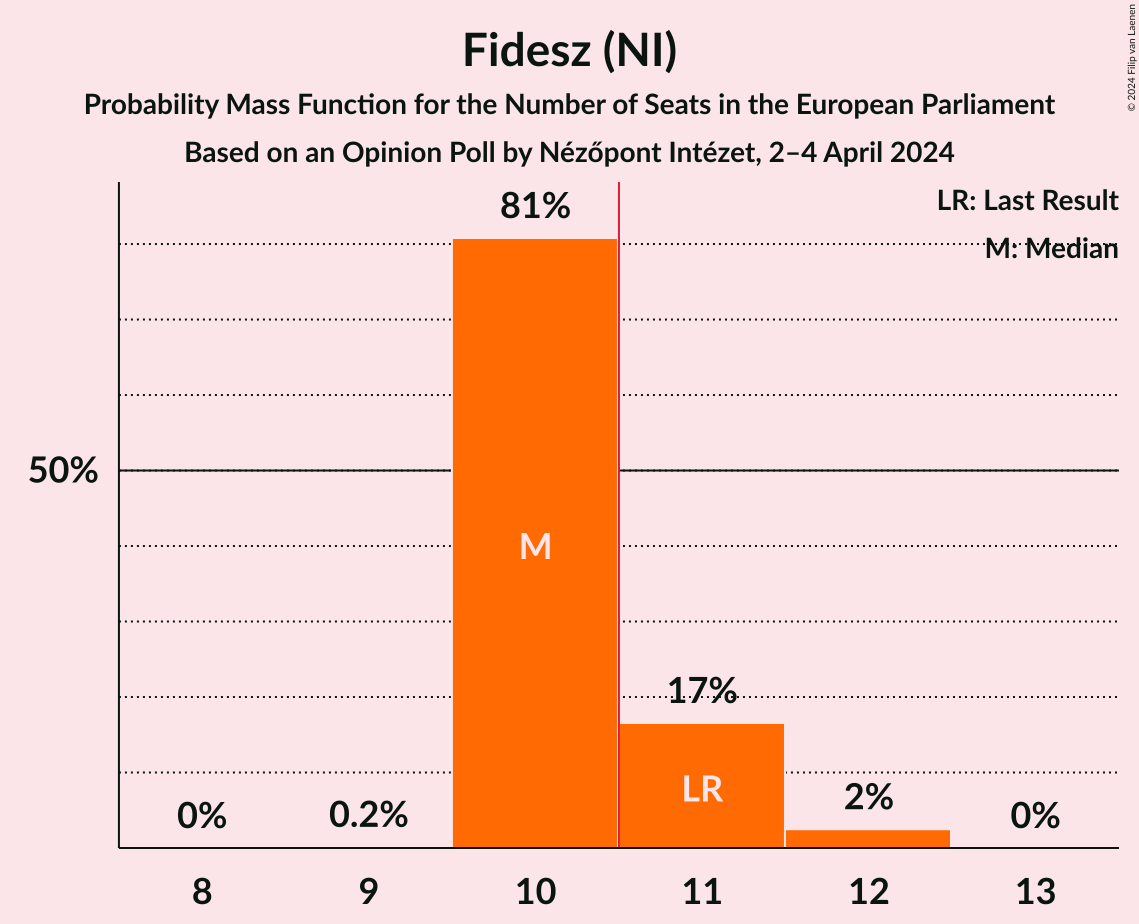 Fidesz (NI)
Probability Mass Function for the Number of Seats in the European Parliament
Based on an Opinion Poll by Nézőpont Intézet, 2–4 April 2024
© 2024 Filip van Laenen
LR: Last Result
M: Median
50%
0%
0.2%
81%
M
17%
LR
2%
0%
8
9
10
11
12
13